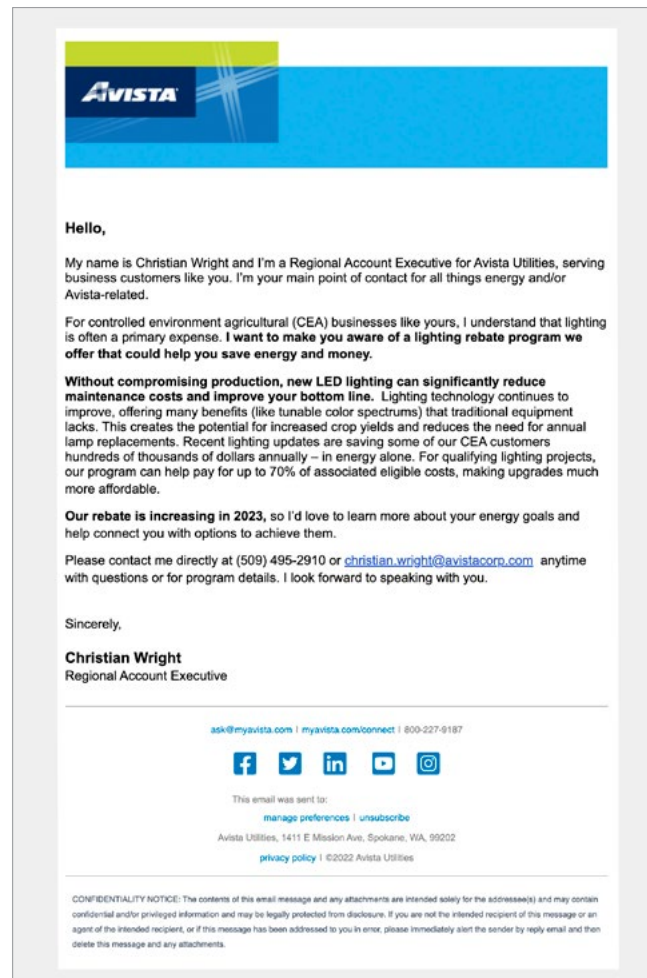 AVISTA
Hello,
My name is Christian Wright and I'm a Regional Account Executive for Avista Utilities, serving
business customers like you. I'm your main point of contact for all things energy and/or
Avista-related.
For controlled environment agricultural (CEA) businesses like yours, I understand that lighting
is often a primary expense. I want to make you aware of a lighting rebate program we
offer that could help you save energy and money.
Without compromising production, new LED lighting can significantly reduce
maintenance costs and improve your bottom line. Lighting technology continues to
improve, offering many benefits (like tunable color spectrums) that traditional equipment
lacks. This creates the potential for increased crop yields and reduces the need for annual
lamp replacements. Recent lighting updates are saving some of our CEA customers
hundreds of thousands of dollars annually – in energy alone. For qualifying lighting projects,
our program can help pay for up to 70% of associated eligible costs, making upgrades much
more affordable.
Our rebate is increasing in 2023, so I'd love to learn more about your energy goals and
help connect you with options to achieve them.
Please contact me directly at (509) 495-2910 or christian.wright@avistacorp.com anytime
with questions or for program details. I look forward to speaking with you.
Sincerely,
Christian Wright
Regional Account Executive
ask@myavista.com | myavista.com/connect | 800-227-9187
This email was sent to:
manage preferences | unsubscribe
Avista Utilities, 1411 E Mission Ave, Spokane, WA, 99202
privacy policy | ©2022 Avista Utilities
CONFIDENTIALITY NOTICE: The contents of this email message and any attachments are intended solely for the addressee(s) and may contain
confidential and/or privileged information and may be legally protected from disclosure. If you are not the intended recipient of this message or an
agent of the intended recipient, or if this message has been addressed to you in error, please immediately alert the sender by reply email and then
delete this message and any attachments.